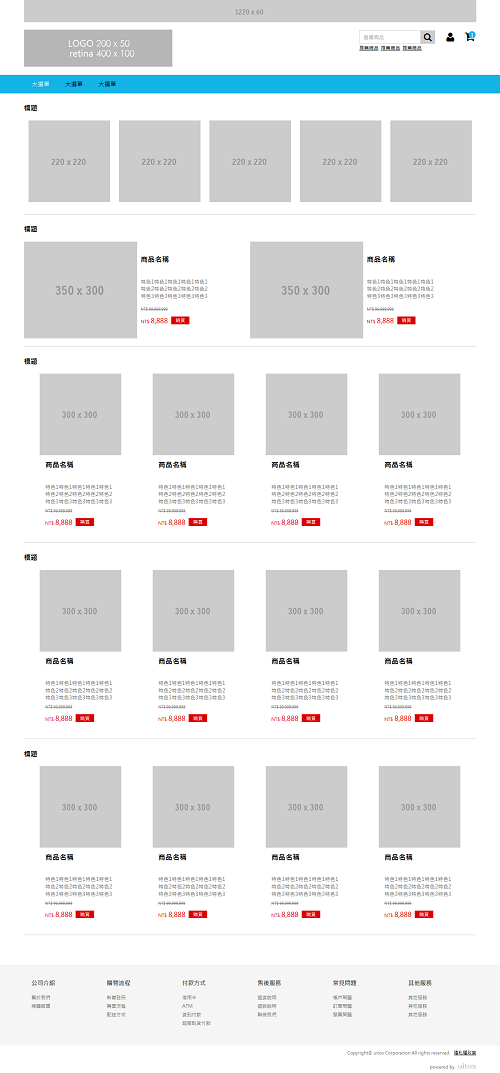 1220 x 60
LOGO 200 x 50
retina 400 x 100
搜尋商品
推薦商品 推薦商品 推薦商品
1
大選單 大選單 大選單
標題
220 x 220 220 x 220 220 x 220 220 x 220 220 x 220
標題
350 x 300 350 x 300
商品名稱 商品名稱
特色1特色1特色1特色1特色1 特色1特色1特色1特色1特色1
特色2特色2特色2特色2特色2 特色2特色2特色2特色2特色2
特色3特色3特色3特色3特色3 特色3特色3特色3特色3特色3
NT$ 99,999,999 NT$ 99,999,999
NT$ 8,888 購買 NT$ 8,888 購買
標題
300 x 300 300 x 300 300 x 300 300 x 300
商品名稱 商品名稱 商品名稱 商品名稱
特色1特色1特色1特色1特色1 特色1特色1特色1特色1特色1 特色1特色1特色1特色1特色1 特色1特色1特色1特色1特色1
特色2特色2特色2特色2特色2 特色2特色2特色2特色2特色2 特色2特色2特色2特色2特色2 特色2特色2特色2特色2特色2
特色3特色3特色3特色3特色3 特色3特色3特色3特色3特色3 特色3特色3特色3特色3特色3 特色3特色3特色3特色3特色3
NT$ 99,999,999 NT$ 99,999,999 NT$ 99,999,999 NT$ 99,999,999
NT$ 8,888 購買 NT$ 8,888 購買 NT$ 8,888 購買 NT$ 8,888 購買
標題
300 x 300 300 x 300 300 x 300 300 x 300
商品名稱 商品名稱 商品名稱 商品名稱
特色1特色1特色1特色1特色1 特色1特色1特色1特色1特色1 特色1特色1特色1特色1特色1 特色1特色1特色1特色1特色1
特色2特色2特色2特色2特色2 特色2特色2特色2特色2特色2 特色2特色2特色2特色2特色2 特色2特色2特色2特色2特色2
特色3特色3特色3特色3特色3 特色3特色3特色3特色3特色3 特色3特色3特色3特色3特色3 特色3特色3特色3特色3特色3
NT$ 99,999,999 NT$ 99,999,999 NT$ 99,999,999 NT$ 99,999,999
NT$ 8,888 購買 NT$ 8,888 購買 NT$ 8,888 購買 NT$ 8,888 購買
標題
300 x 300 300 x 300 300 x 300 300 x 300
商品名稱 商品名稱 商品名稱 商品名稱
特色1特色1特色1特色1特色1 特色1特色1特色1特色1特色1 特色1特色1特色1特色1特色1 特色1特色1特色1特色1特色1
特色2特色2特色2特色2特色2 特色2特色2特色2特色2特色2 特色2特色2特色2特色2特色2 特色2特色2特色2特色2特色2
特色3特色3特色3特色3特色3 特色3特色3特色3特色3特色3 特色3特色3特色3特色3特色3 特色3特色3特色3特色3特色3
NT$ 99,999,999 NT$ 99,999,999 NT$ 99,999,999 NT$ 99,999,999
NT$ 8,888 購買 NT$ 8,888 購買 NT$ 8,888 購買 NT$ 8,888 購買
公司介紹 購物流程 付款方式 售後服務 常見問題 其他服務
關於我們 新會註冊 信用卡 退貨說明 帳戶問題 其他服務
媒體披露 購買流程 ATM 退款說明 訂單問題 其他服務
配送方式 貨到付款 聯絡我們 發票問題 其他服務
超商取貨付款
Copyright© uitox Corporation All rights reserved. 隱私權政策
powered by uitox